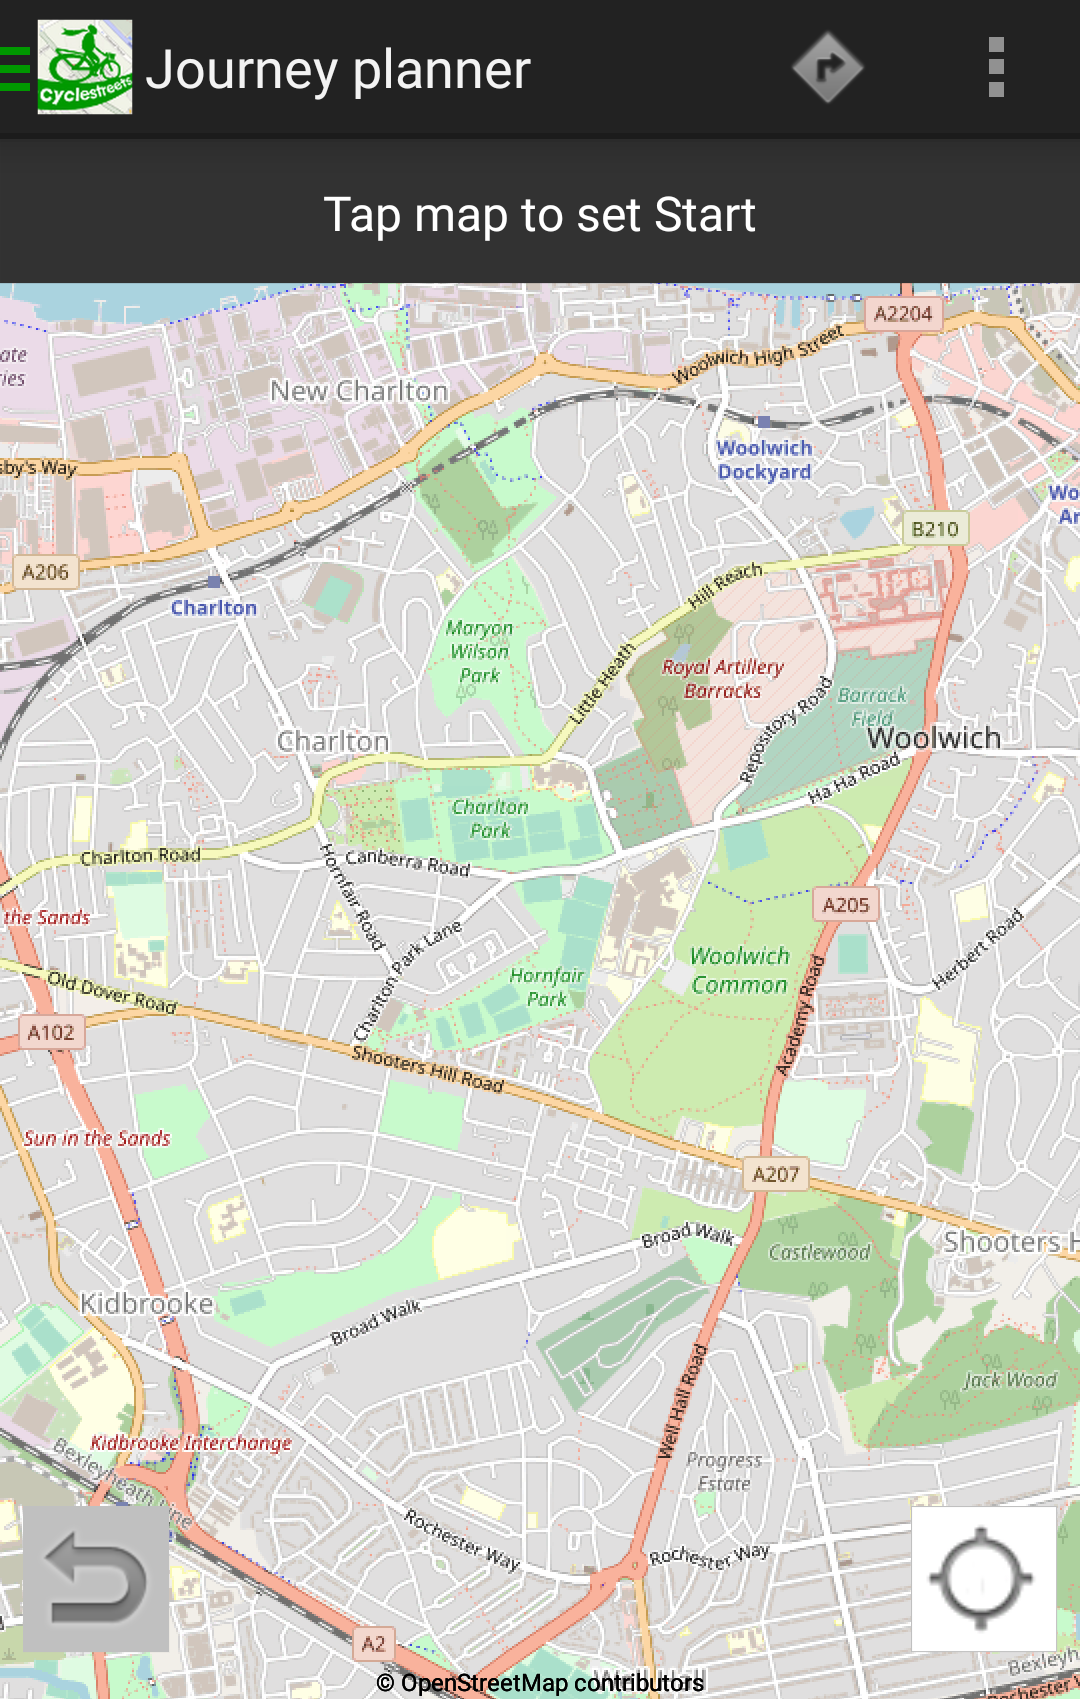 Cyclestreets
Journey planner
Tap map to set Start
A2204
Woolwich High Street
ate
ries
New Charlton
Woolwich
Dockyard
sby's Way
Wo
Ar
B210
A206
Charlton
Hill Reach
Maryon
Wilson
Park
Little Heath
Royal Artillery
Barracks
Repository Road
Barrack
Field
Woolwich
Charlton
Ha Ha Road
Charlton
Park
Charlton Road
Canberra Road
Hornfair Road
the Sands
A205
Herbert Road
Charlton Park Lane
Woolwich
Common
Hornfair
Park
Old Dover Road
A102
Academy Road
Shooters Hill Road
Sun in the Sands
A207
Broad Walk
Castlewood
Shooters H
Kidbrooke
Broad Walk
Jack Wood
Well Hall Road
Kidbrooke Interchange
Bexleyheath Line
Progress
Estate
Rochester Way
Rochester Way
A2
Bexleyh
ochester W
© OpenStreetMap contributors